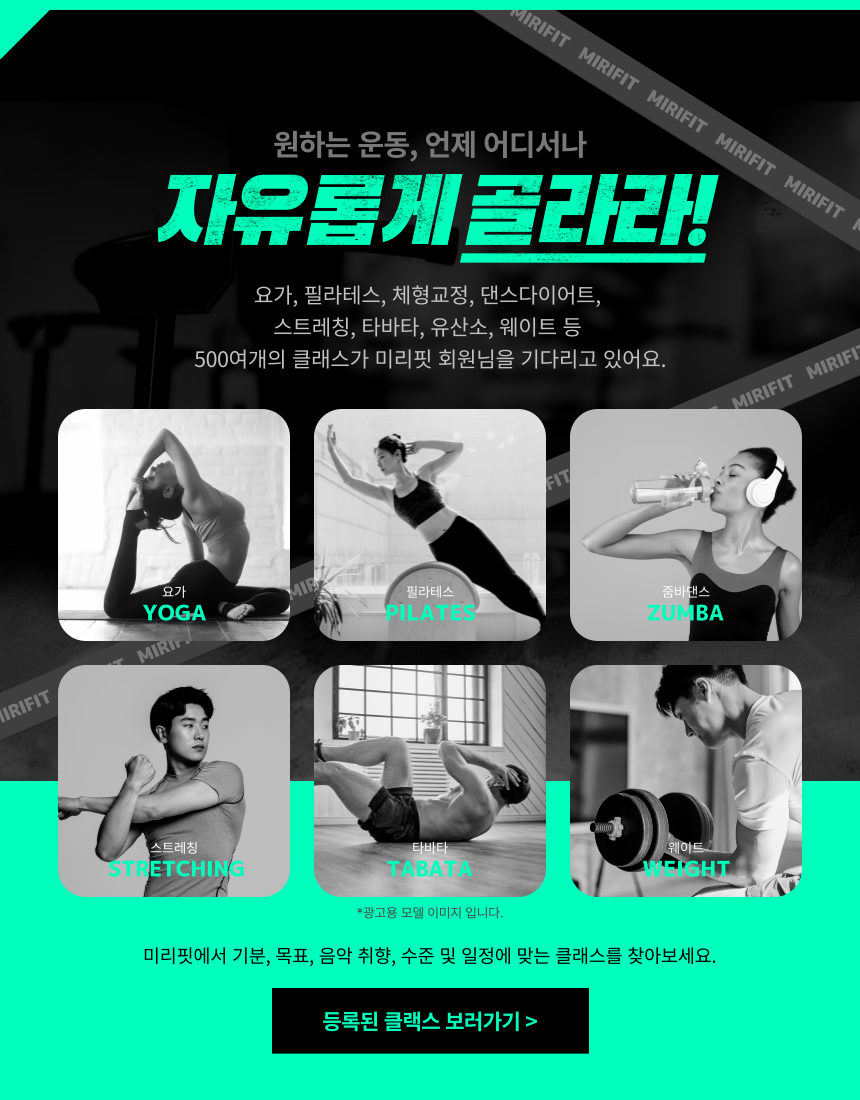 MIRIFIT MIRIFIT MIRIFIT MIRIFIT MIRIFIT
원하는 운동, 언제 어디서나
자유롭게 골라라!
요가, 필라테스, 체형교정, 댄스다이어트,
스트레칭, 타바타, 유산소, 웨이트 등
500여개의 클래스가 미리핏 회원님을 기다리고 있어요.
MIRIFIT MIRIFIT
요가
YOGA
필라테스
PILATES
줌바댄스
ZUMBA
MIRIFIT
스트레칭
STRETCHING
타바타
TABATA
웨이트
WEIGHT
*광고용 모델 이미지 입니다.
미리핏에서 기분, 목표, 음악 취향, 수준 및 일정에 맞는 클래스를 찾아보세요.
등록된 클랙스 보러가기 >